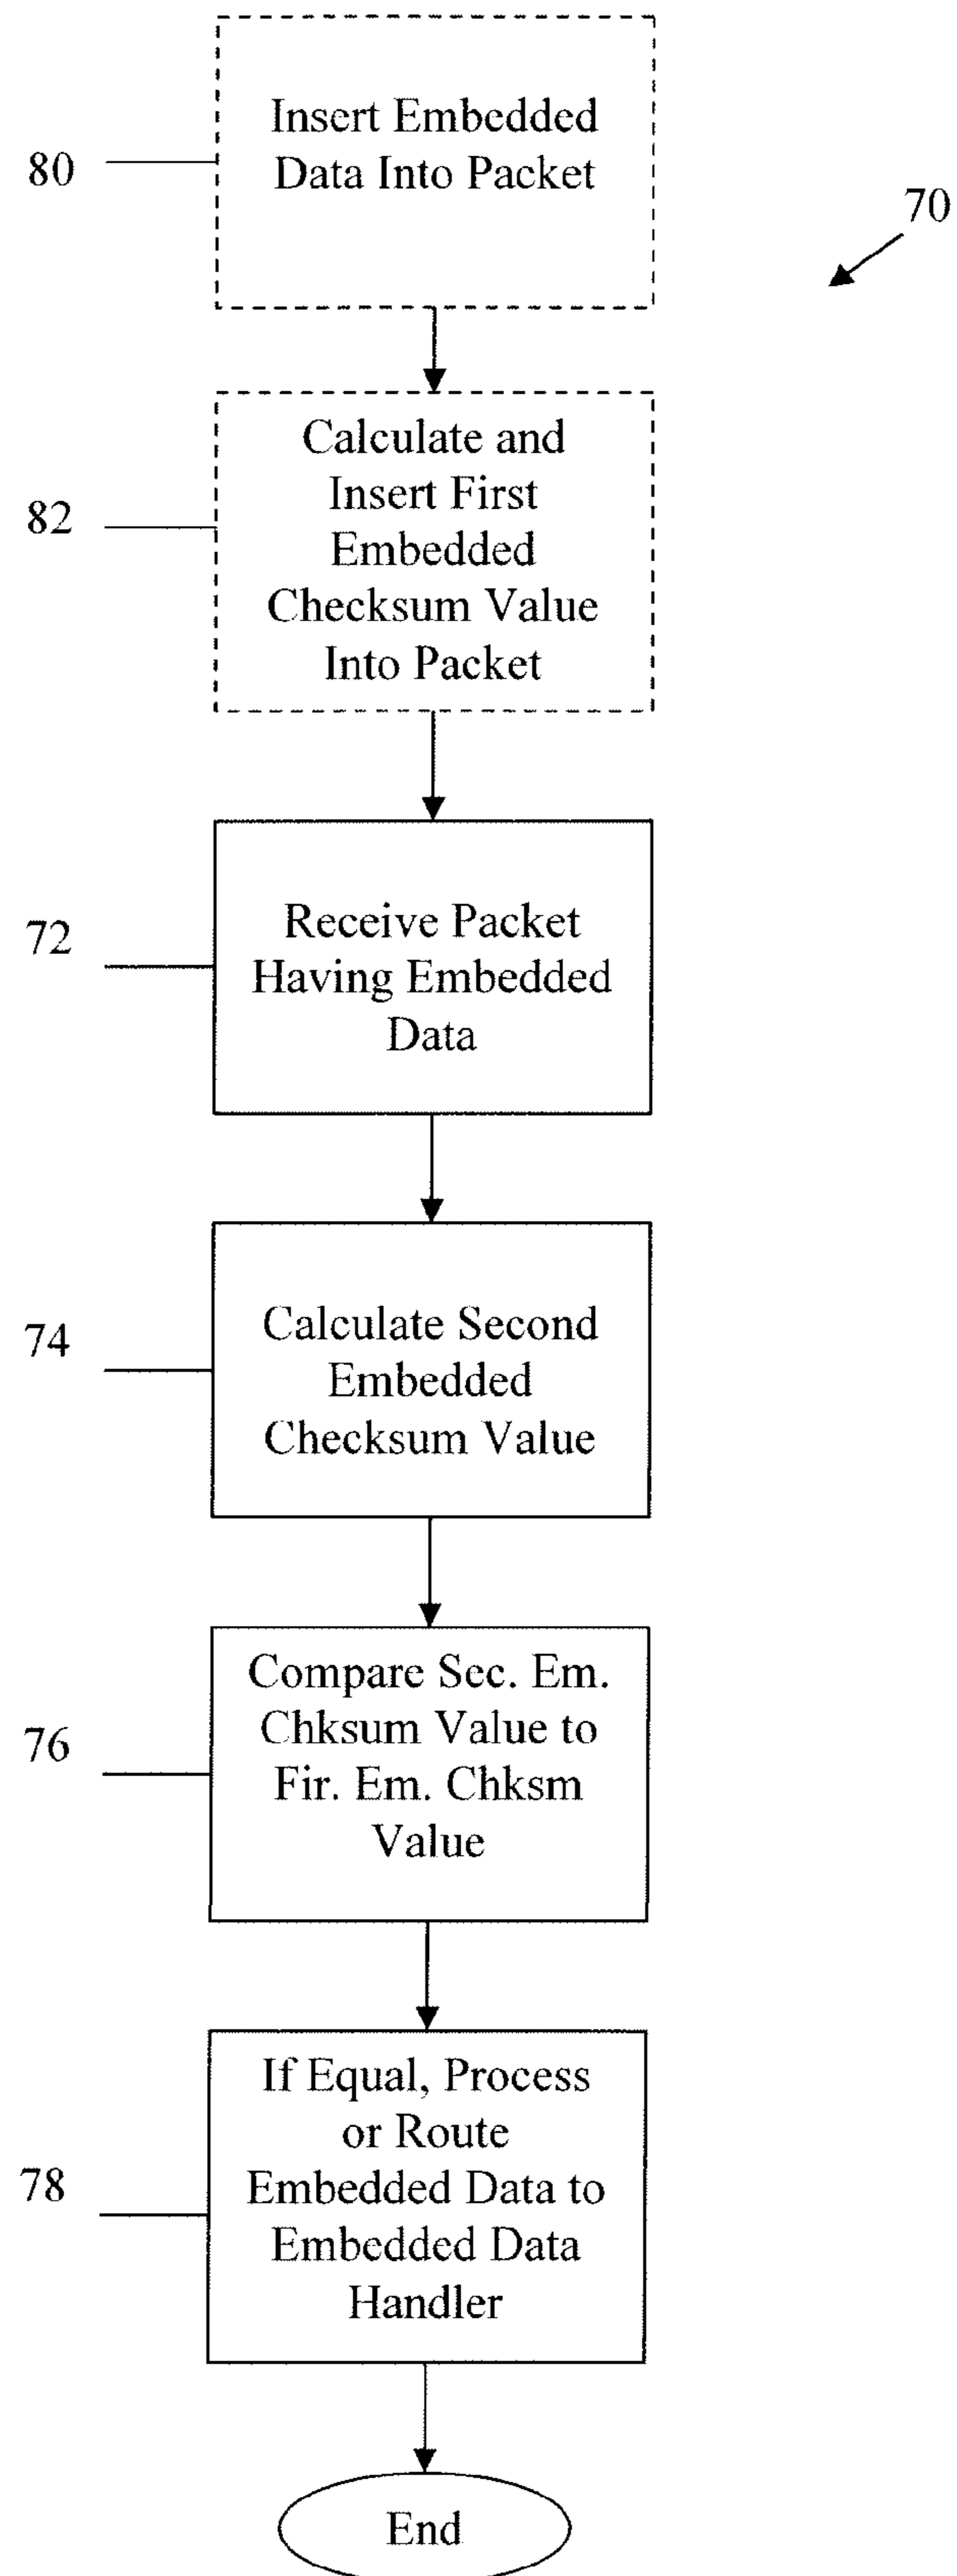 Insert Embedded
Data Into Packet
80
70
Calculate and
Insert First
Embedded
Checksum Value
Into Packet
82
Receive Packet
Having Embedded
Data
72
Calculate Second
Embedded
Checksum Value
74
Compare Sec. Em.
Chksum Value to
Fir. Em. Chksm
Value
76
If Equal, Process
or Route
Embedded Data to
Embedded Data
Handler
78
End